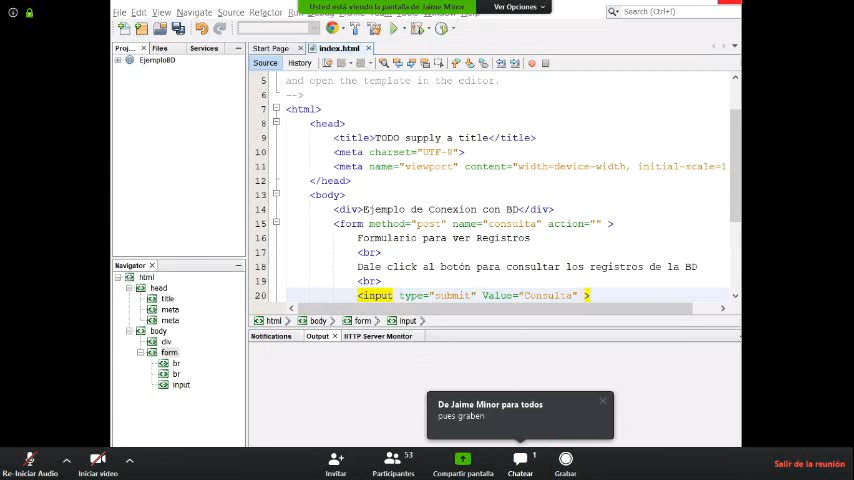 Usted está viendo la pantalla de Jaime Minor
Ver Opciones
File Edit View Navigate Source Refactor Run
Search (Ctrl+I)
Proj... Files Services
Start Page index.html
EjemploBD
Source History
5 and open the template in the editor.
6 -->
7 <html>
8 <head>
9 <title>TODO supply a title</title>
10 <meta charset="UTF-8">
11 <meta name="viewport" content="width=device-width, initial-scale=1
12 </head>
13 <body>
14 <div>Ejemplo de Conexion con BD</div>
15 <form method="post" name="consulta" action="" >
16 Formulario para ver Registros
17 <br>
18 Dale click al botón para consultar los registros de la BD
19 <br>
20 <input type="submit" Value="Consulta" >
html body form input
Navigator
html
head
title
meta
meta
body
div
form
br
br
input
Notifications Output HTTP Server Monitor
De Jaime Minor para todos
pues graben
Re-Iniciar Audio
Iniciar video
Invitar
53
Participantes
Compartir pantalla
1
Chatear
Grabar
Salir de la reunión